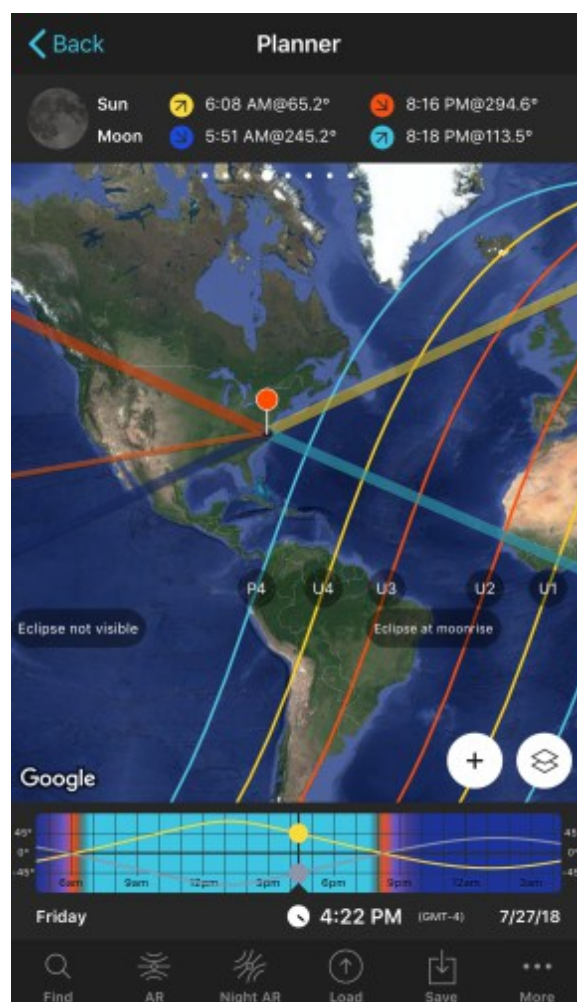 Back
Planner
Sun 6:08 AM@65.2° 8:16 PM@294.6°
Moon 5:51 AM@245.2° 8:18 PM@113.5°
P4 U4 U3 U2 U1
Eclipse not visible Eclipse at moonrise
+
Google
45° 45°
0° 0°
-45° -45°
6am 9am 12pm 3pm 6pm 9pm 12am 3am
Friday 4:22 PM (GMT-4) 7/27/18
Find AR Night AR Load Save More